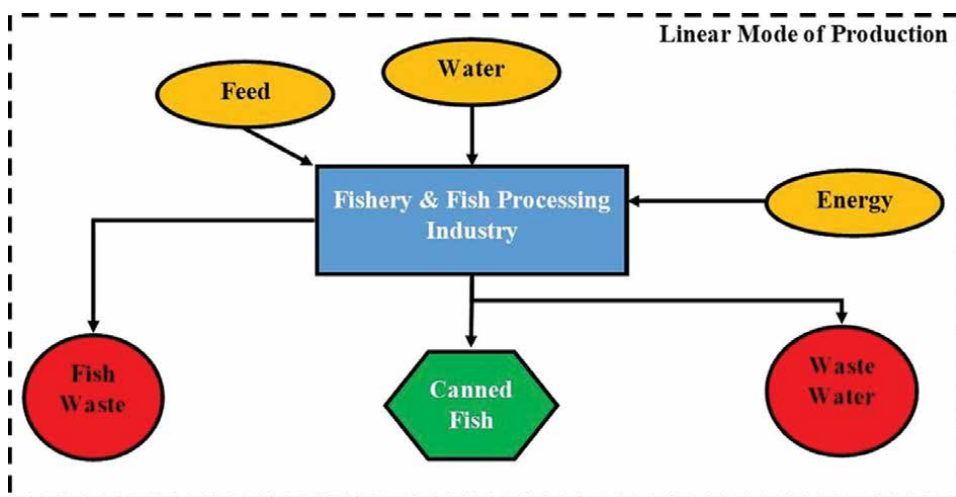 Linear Mode of Production
Water
Feed
Fishery & Fish Processing
Industry
Energy
Fish
Waste
Canned
Fish
Waste
Water